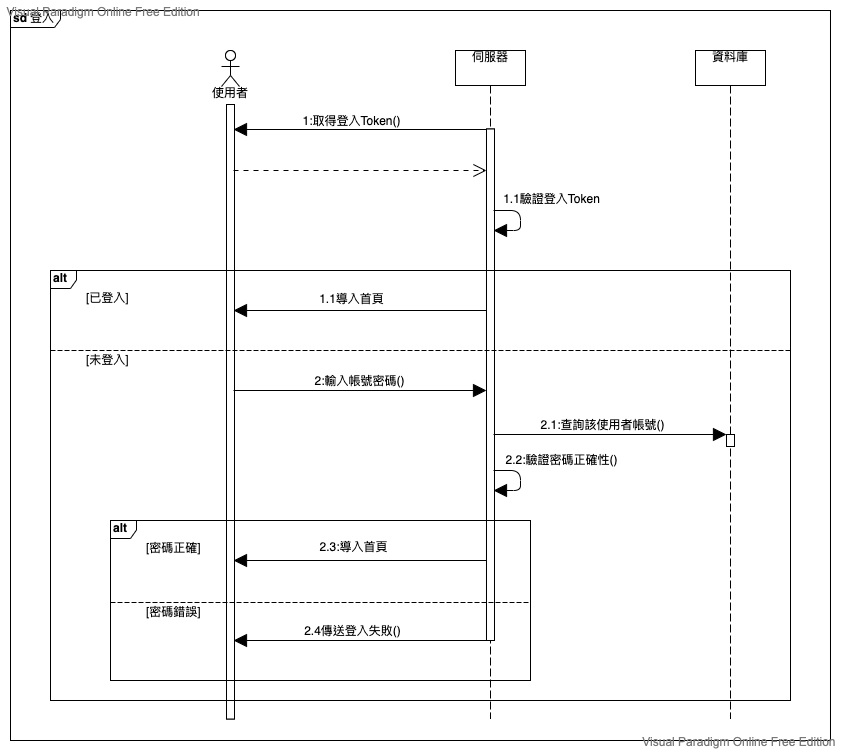 Visual Paradigm Online Free Edition
sd 登入
使用者
伺服器
資料庫
1:取得登入Token()
1.1驗證登入Token
alt
[已登入]
1.1導入首頁
[未登入]
2:輸入帳號密碼()
2.1:查詢該使用者帳號()
2.2:驗證密碼正確性()
alt
[密碼正確]
2.3:導入首頁
[密碼錯誤]
2.4傳送登入失敗()
Visual Paradigm Online Free Edition